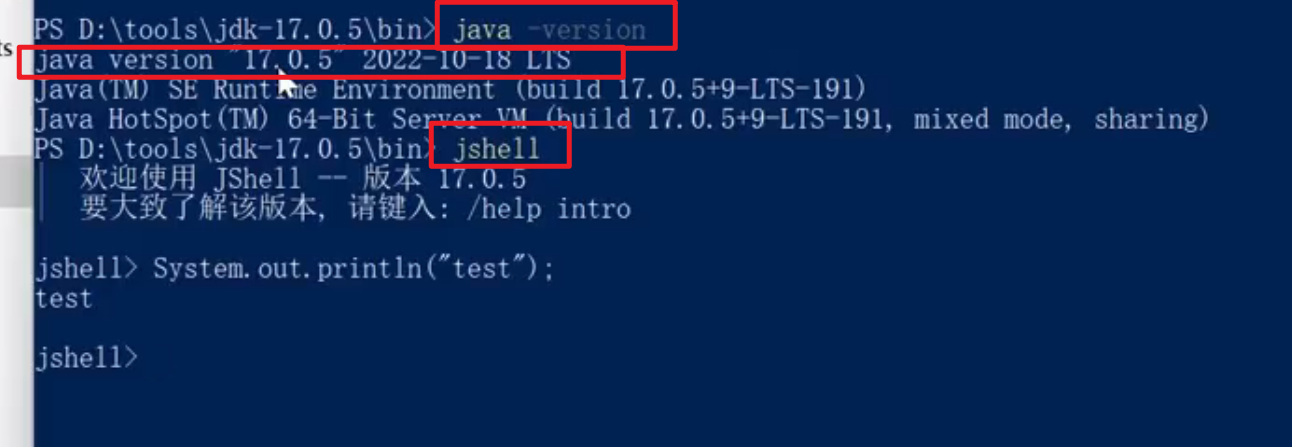 PS D:\tools\jdk-17.0.5\bin> java -version
ts
java version "17.0.5" 2022-10-18 LTS
Java(TM) SE Runtime Environment (build 17.0.5+9-LTS-191)
Java HotSpot(TM) 64-Bit Server VM (build 17.0.5+9-LTS-191, mixed mode, sharing)
PS D:\tools\jdk-17.0.5\bin> jshell
|  欢迎使用 JShell -- 版本 17.0.5
|  要大致了解该版本, 请键入: /help intro
jshell> System.out.println("test");
test
jshell>